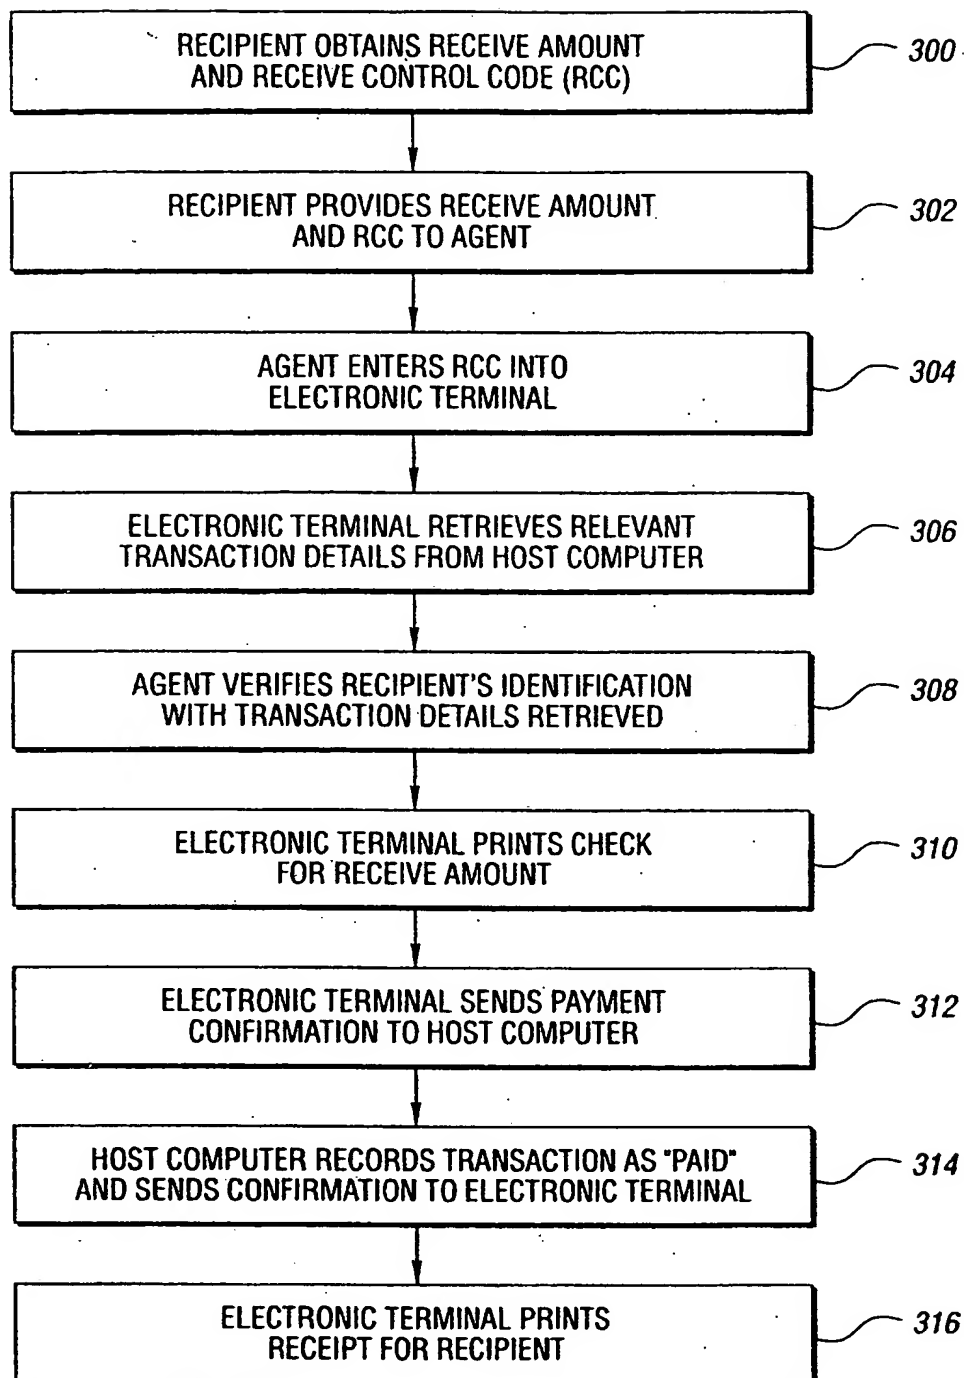 RECIPIENT OBTAINS RECEIVE AMOUNT
AND RECEIVE CONTROL CODE (RCC)
300
RECIPIENT PROVIDES RECEIVE AMOUNT
AND RCC TO AGENT
302
AGENT ENTERS RCC INTO
ELECTRONIC TERMINAL
304
ELECTRONIC TERMINAL RETRIEVES RELEVANT
TRANSACTION DETAILS FROM HOST COMPUTER
306
AGENT VERIFIES RECIPIENT'S IDENTIFICATION
WITH TRANSACTION DETAILS RETRIEVED
308
ELECTRONIC TERMINAL PRINTS CHECK
FOR RECEIVE AMOUNT
310
ELECTRONIC TERMINAL SENDS PAYMENT
CONFIRMATION TO HOST COMPUTER
312
HOST COMPUTER RECORDS TRANSACTION AS "PAID"
AND SENDS CONFIRMATION TO ELECTRONIC TERMINAL
314
ELECTRONIC TERMINAL PRINTS
RECEIPT FOR RECIPIENT
316